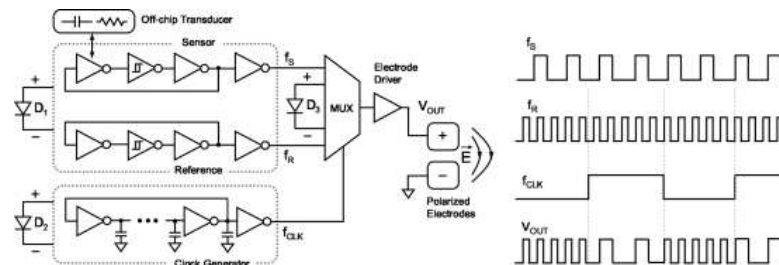 Off-chip Transducer
Sensor
f_S
+
D_1
−
+
D_3
−
MUX
Electrode
Driver
V_OUT
+
E
−
Polarized
Electrodes
f_R
Reference
+
D_2
−
f_CLK
Clock Generator
f_S
f_R
f_CLK
V_OUT